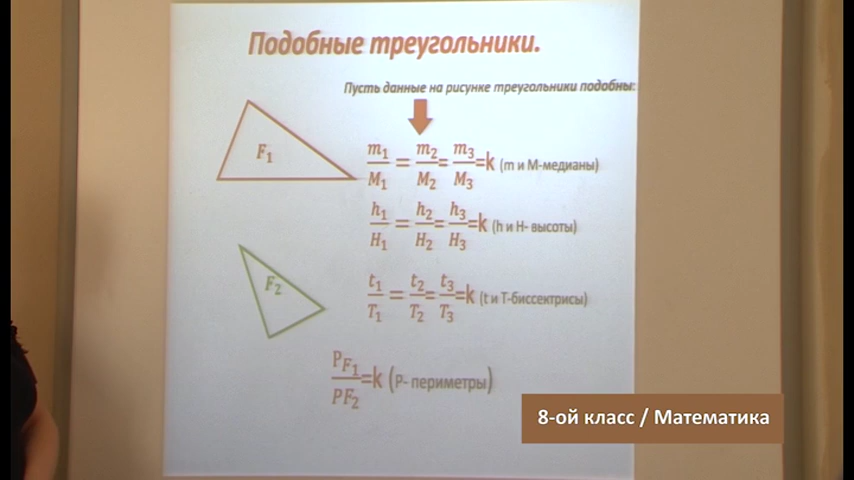 Подобные треугольники.
Пусть данные на рисунке треугольники подобны:
F₁
m₁/M₁ = m₂/M₂ = m₃/M₃ =k (m и M-медианы)
h₁/H₁ = h₂/H₂ = h₃/H₃ =k (h и H- высоты)
F₂
t₁/T₁ = t₂/T₂ = t₃/T₃ =k (t и T-биссектрисы)
P_F₁/PF₂ =k (P- периметры)
8-ой класс / Математика